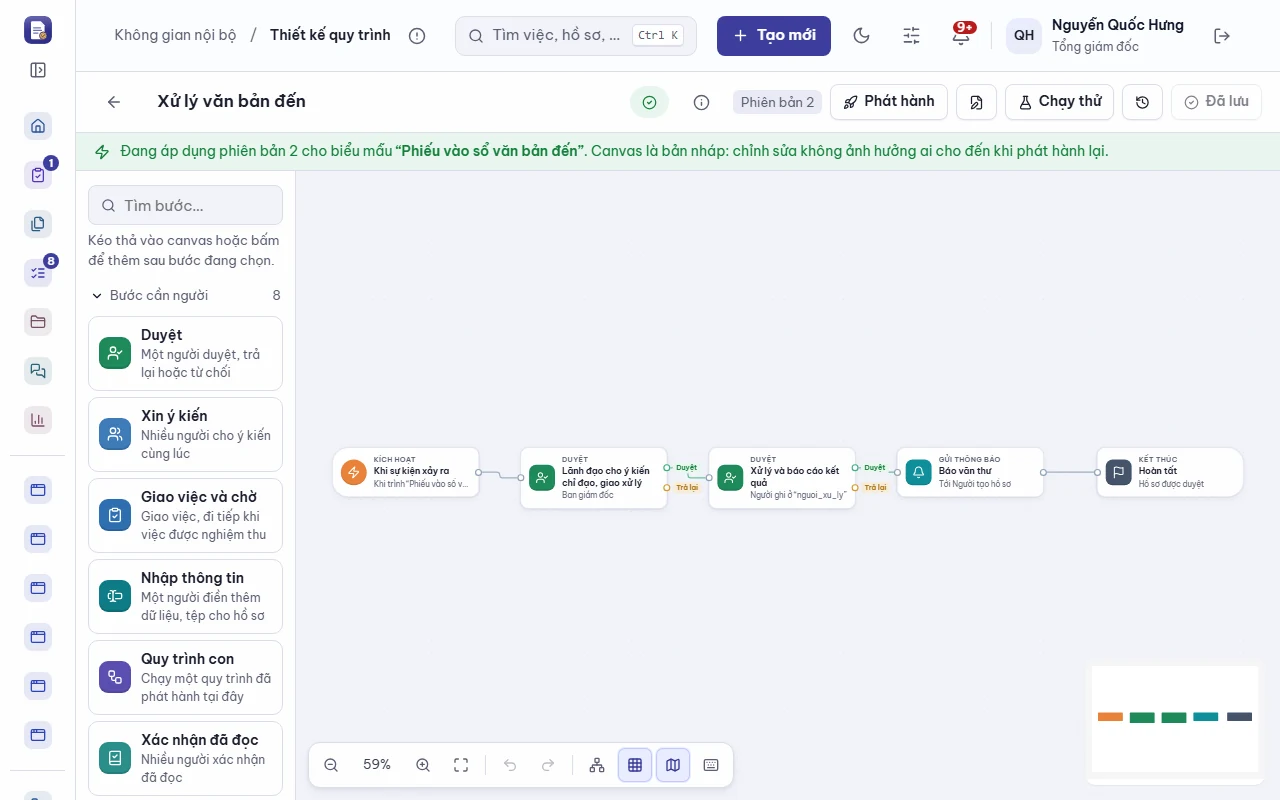 Không gian nội bộ / Thiết kế quy trình
Tìm việc, hồ sơ, ... Ctrl K
Tạo mới
9+
QH
Nguyễn Quốc Hưng
Tổng giám đốc
1
8
Xử lý văn bản đến
Phiên bản 2
Phát hành
Chạy thử
Đã lưu
Đang áp dụng phiên bản 2 cho biểu mẫu “Phiếu vào sổ văn bản đến”. Canvas là bản nháp: chỉnh sửa không ảnh hưởng ai cho đến khi phát hành lại.
Tìm bước...
Kéo thả vào canvas hoặc bấm
để thêm sau bước đang chọn.
Bước cần người 8
Duyệt
Một người duyệt, trả
lại hoặc từ chối
Xin ý kiến
Nhiều người cho ý kiến
cùng lúc
Giao việc và chờ
Giao việc, đi tiếp khi
việc được nghiệm thu
Nhập thông tin
Một người điền thêm
dữ liệu, tệp cho hồ sơ
Quy trình con
Chạy một quy trình đã
phát hành tại đây
Xác nhận đã đọc
Nhiều người xác nhận
đã đọc
KÍCH HOẠT
Khi sự kiện xảy ra
Khi trình “Phiếu vào sổ v...
DUYỆT
Lãnh đạo cho ý kiến
chỉ đạo, giao xử lý
Ban giám đốc
Duyệt
Trả lại
DUYỆT
Xử lý và báo cáo kết
quả
Người ghi ở “nguoi_xu_ly”
Duyệt
Trả lại
GỬI THÔNG BÁO
Báo văn thư
Tới Người tạo hồ sơ
KẾT THÚC
Hoàn tất
Hồ sơ được duyệt
59%